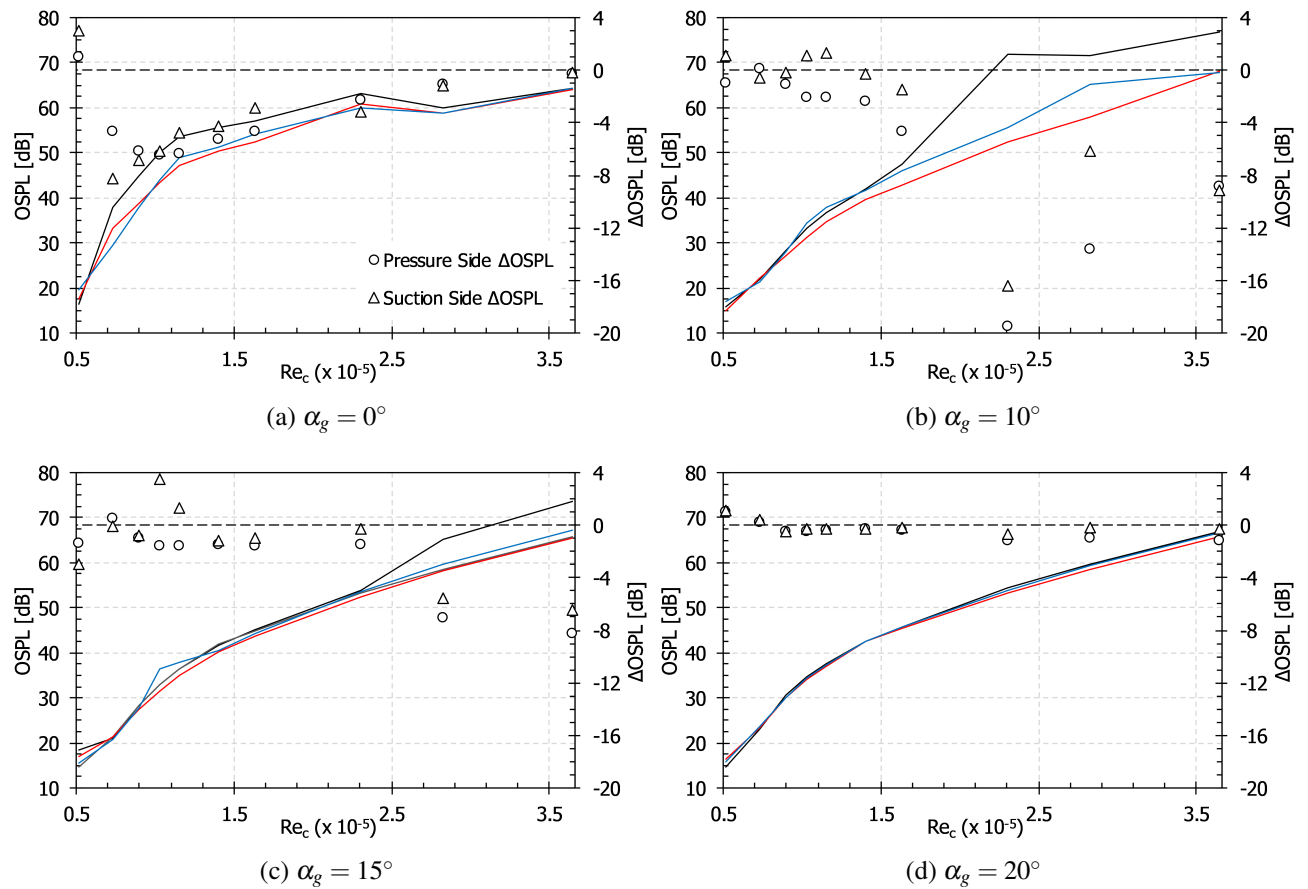 80
70
60
50
40
30
20
10
OSPL [dB]
4
0
-4
-8
-12
-16
-20
ΔOSPL [dB]
Pressure Side ΔOSPL
Suction Side ΔOSPL
0.5 1.5 2.5 3.5
Re_c (x 10^-5)
(a) α_g = 0°
80
70
60
50
40
30
20
10
OSPL [dB]
4
0
-4
-8
-12
-16
-20
ΔOSPL [dB]
0.5 1.5 2.5 3.5
Re_c (x 10^-5)
(b) α_g = 10°
80
70
60
50
40
30
20
10
OSPL [dB]
4
0
-4
-8
-12
-16
-20
ΔOSPL [dB]
0.5 1.5 2.5 3.5
Re_c (x 10^-5)
(c) α_g = 15°
80
70
60
50
40
30
20
10
OSPL [dB]
4
0
-4
-8
-12
-16
-20
ΔOSPL [dB]
0.5 1.5 2.5 3.5
Re_c (x 10^-5)
(d) α_g = 20°